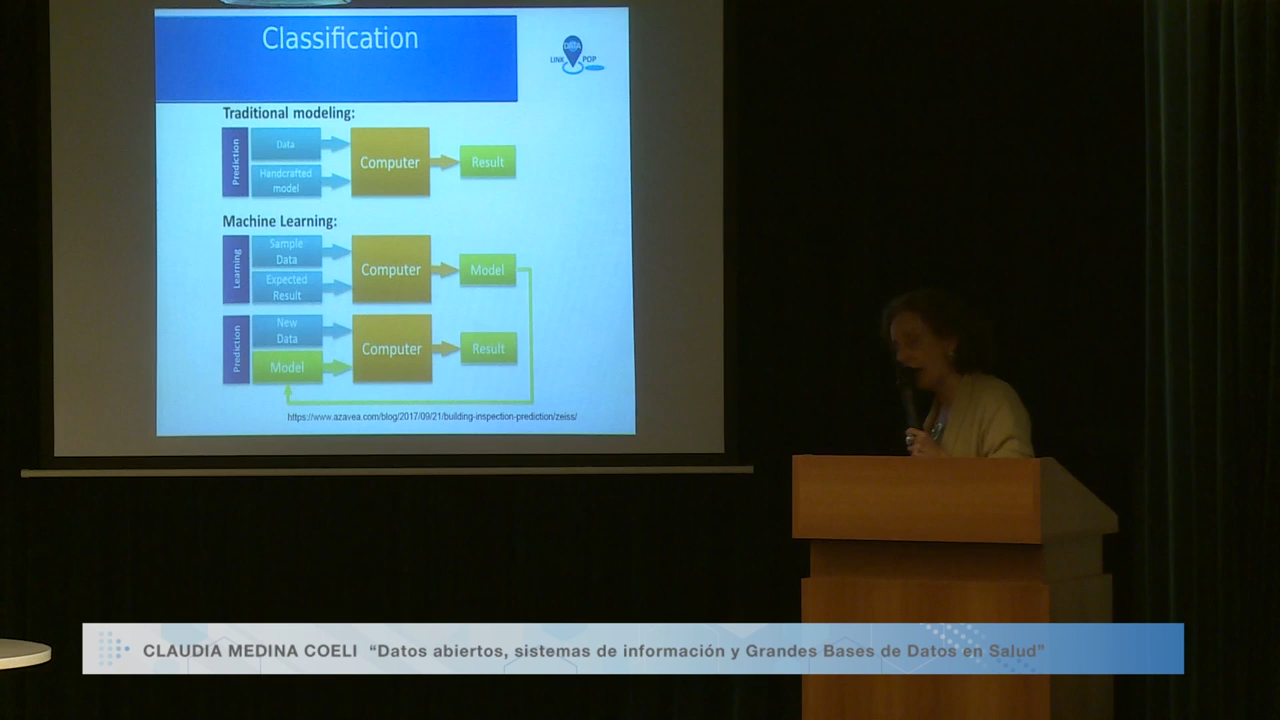 Classification
DATA
LINK POP
Traditional modeling:
Prediction
Data
Handcrafted
model
Computer
Result
Machine Learning:
Learning
Sample
Data
Expected
Result
Computer
Model
Prediction
New
Data
Model
Computer
Result
https://www.azavea.com/blog/2017/09/21/building-inspection-prediction/zeiss/
CLAUDIA MEDINA COELI “Datos abiertos, sistemas de información y Grandes Bases de Datos en Salud”